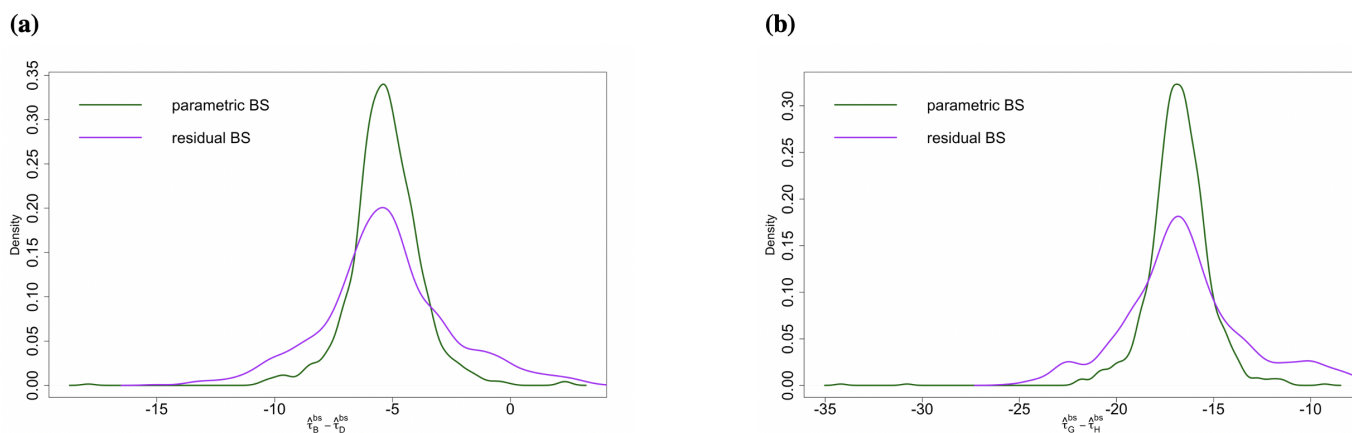 (a)
parametric BS
residual BS
Density
0.00 0.05 0.10 0.15 0.20 0.25 0.30 0.35
-15 -10 -5 0
τ̂_B^bs – τ̂_D^bs
(b)
parametric BS
residual BS
Density
0.00 0.05 0.10 0.15 0.20 0.25 0.30
-35 -30 -25 -20 -15 -10
τ̂_G^bs – τ̂_H^bs